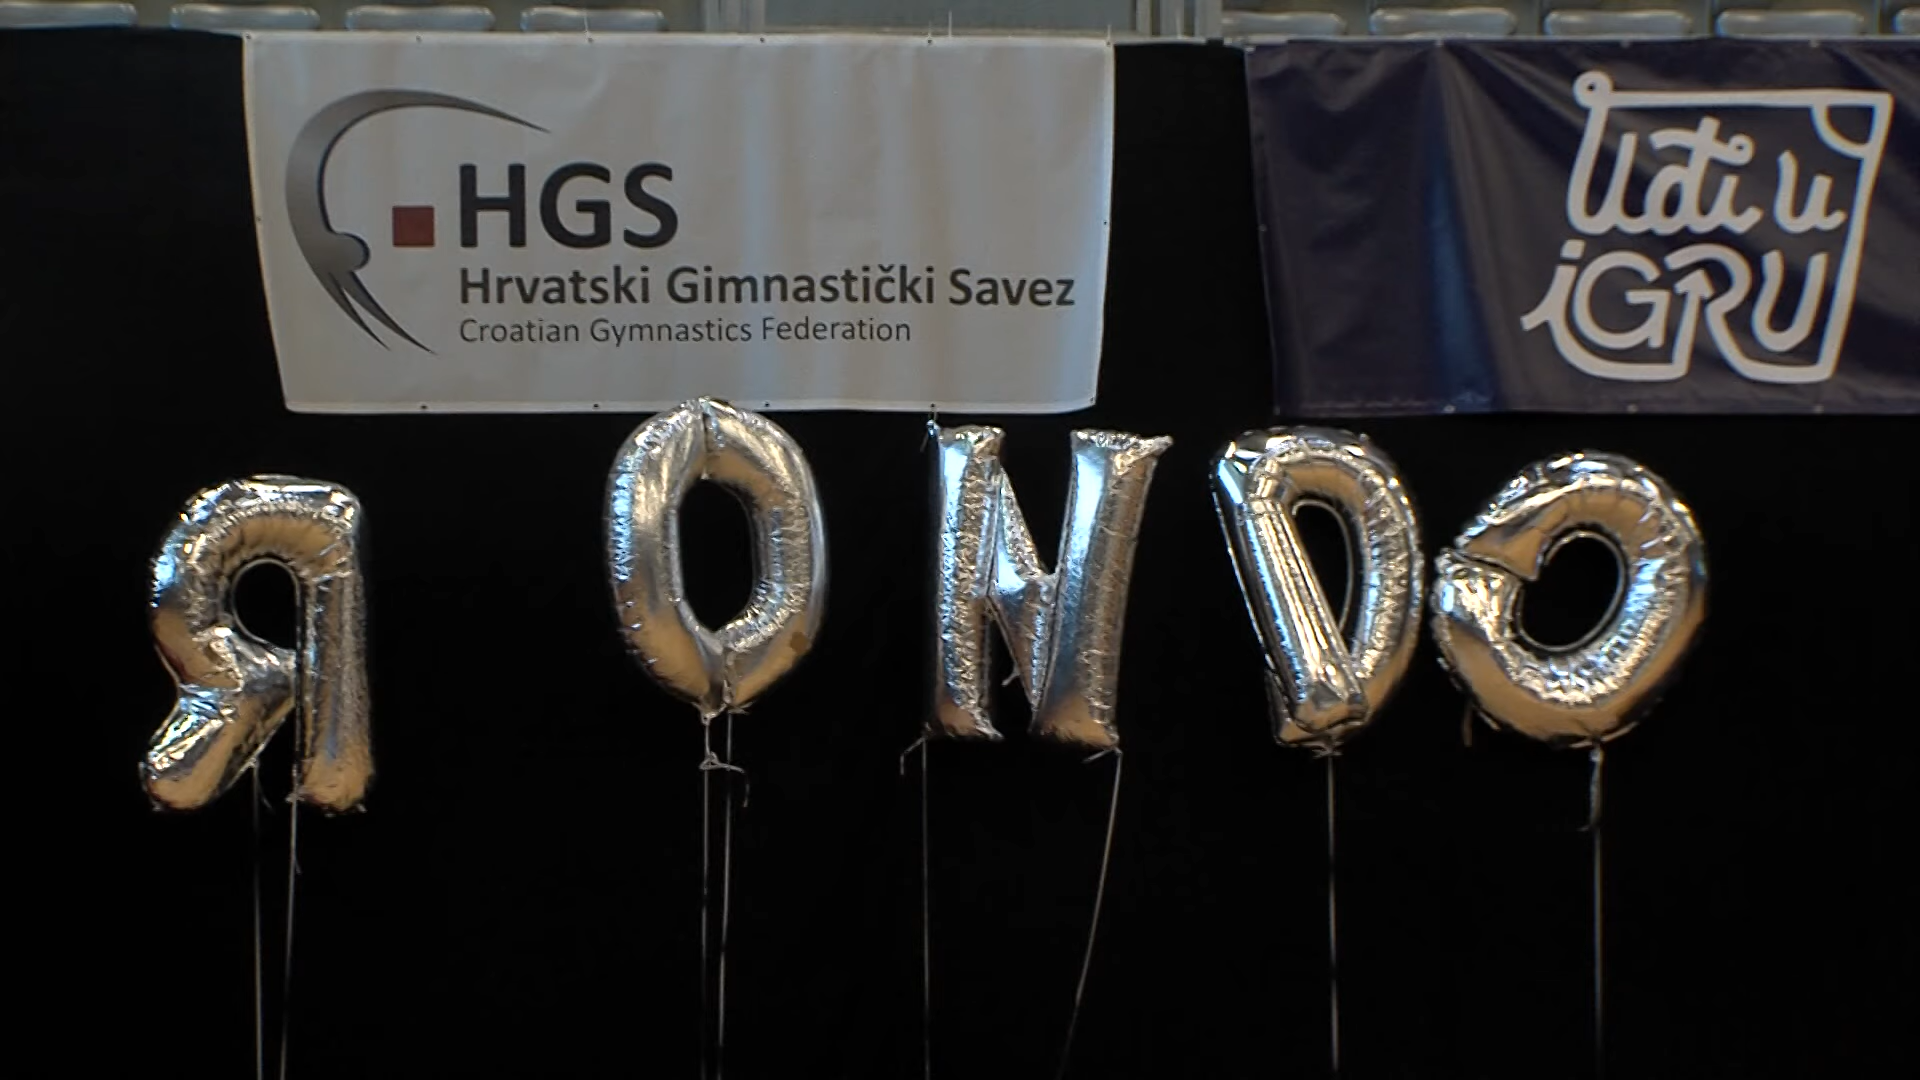 HGS
Hrvatski Gimnastički Savez
Croatian Gymnastics Federation
Uđi u
iGRU
RONDO